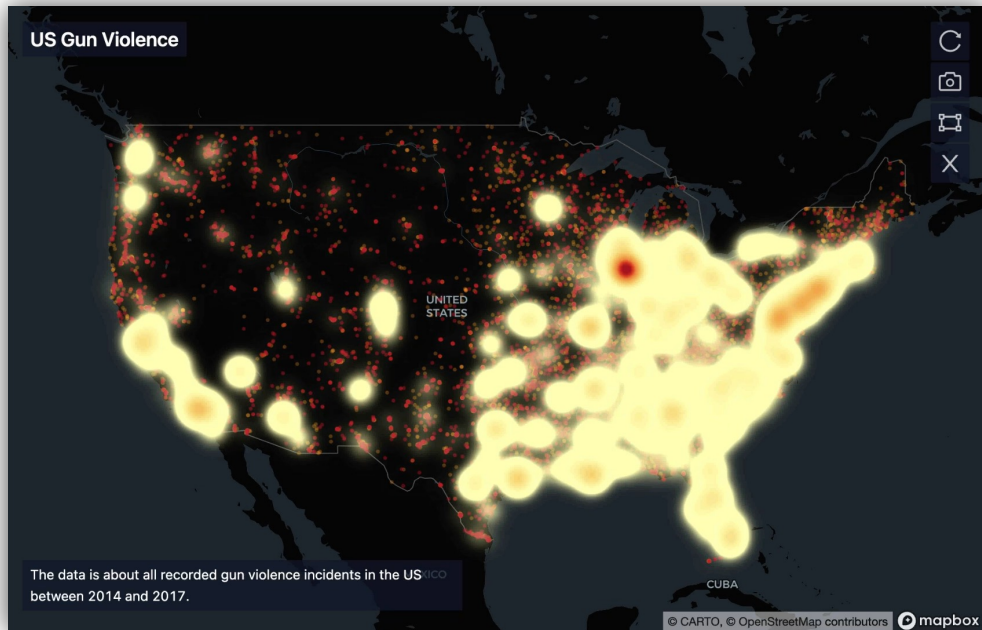 US Gun Violence
UNITED
STATES
The data is about all recorded gun violence incidents in the US
between 2014 and 2017.
CUBA
© CARTO, © OpenStreetMap contributors
mapbox